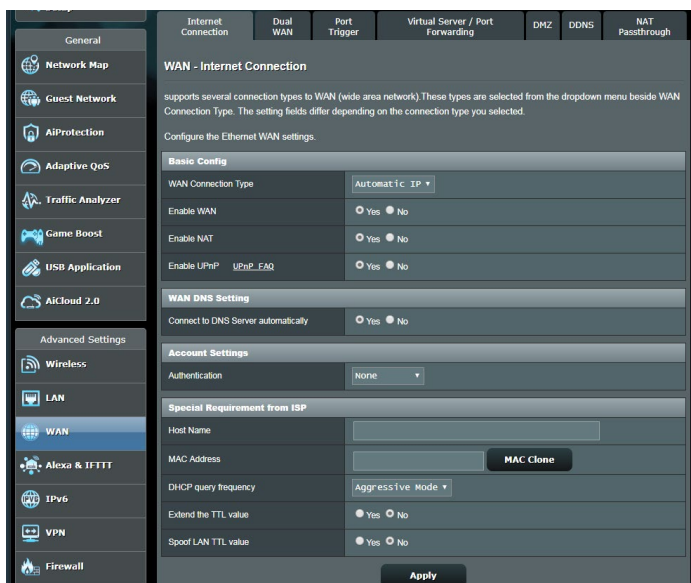 General
Network Map
Guest Network
AiProtection
Adaptive QoS
Traffic Analyzer
Game Boost
USB Application
AiCloud 2.0
Advanced Settings
Wireless
LAN
WAN
Alexa & IFTTT
IPv6
VPN
Firewall
Internet Connection
Dual WAN
Port Trigger
Virtual Server / Port Forwarding
DMZ
DDNS
NAT Passthrough
WAN - Internet Connection
supports several connection types to WAN (wide area network).These types are selected from the dropdown menu beside WAN
Connection Type. The setting fields differ depending on the connection type you selected.
Configure the Ethernet WAN settings.
Basic Config
WAN Connection Type Automatic IP
Enable WAN Yes No
Enable NAT Yes No
Enable UPnP UPnP FAQ Yes No
WAN DNS Setting
Connect to DNS Server automatically Yes No
Account Settings
Authentication None
Special Requirement from ISP
Host Name
MAC Address MAC Clone
DHCP query frequency Aggressive Mode
Extend the TTL value Yes No
Spoof LAN TTL value Yes No
Apply